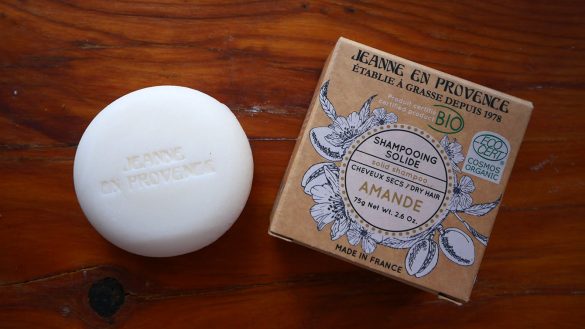 JEANNE
EN PROVENCE
JEANNE EN PROVENCE
ÉTABLIE À GRASSE DEPUIS 1978
Produit certifié
certified product
BIO
ECO
CERT
COSMOS
ORGANIC
SHAMPOOING
SOLIDE
solid shampoo
CHEVEUX SECS / DRY HAIR
AMANDE
75g Net Wt. 2.6 Oz.
MADE IN FRANCE